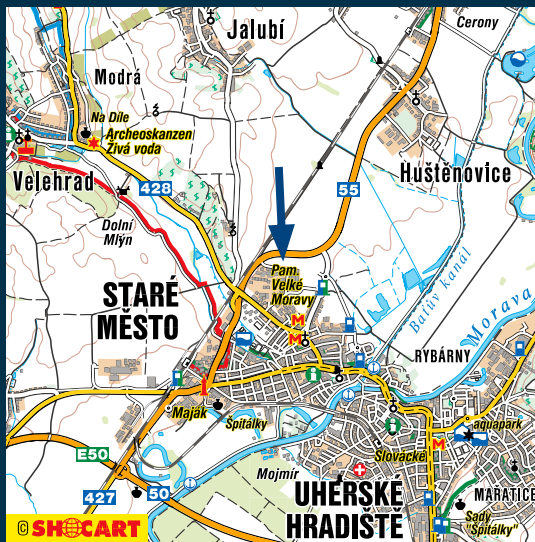 Cerony
Jalubí
Modrá
Na Díle
Archeoskanzen
Živá voda
Huštěnovice
Velehrad
428
55
Dolní
Mlýn
Pam.
Velké
Moravy
Baťův kanál
Morava
STARÉ
MĚSTO
M
M
RYBÁRNY
Maják
Špitálky
aquapark
M
Slovácké
E50
Mojmír
MAŘATICE
427
50
UHERSKÉ
HRADIŠTĚ
Sady
"Špitálky"
© SHOCART